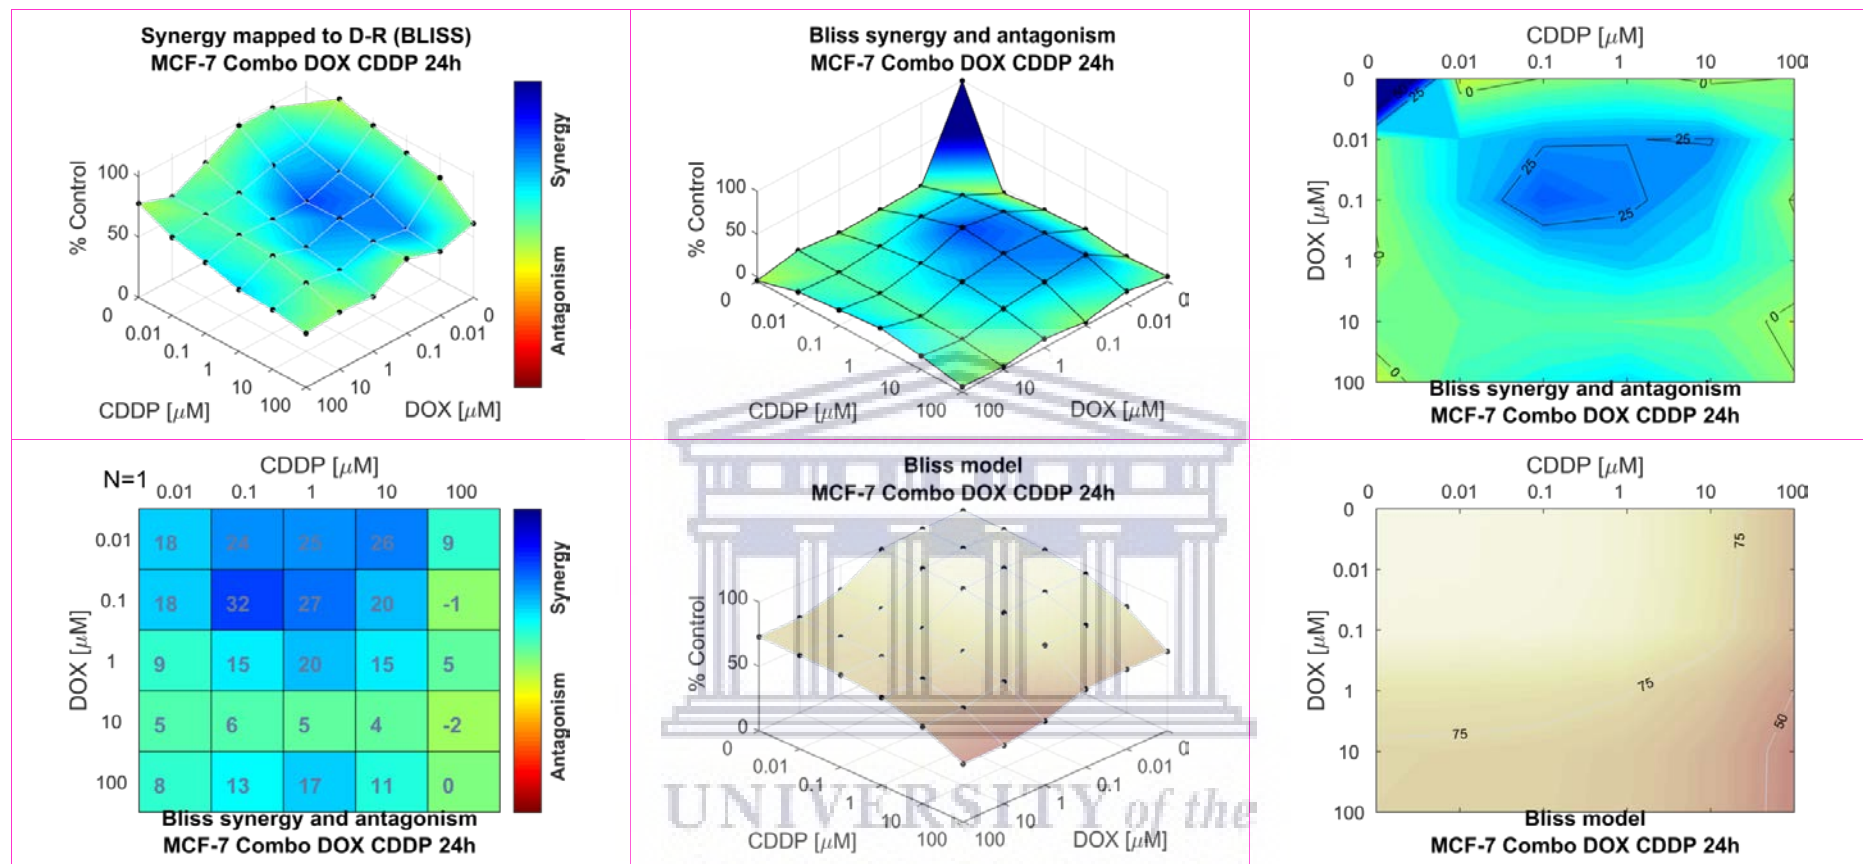 Synergy mapped to D-R (BLISS)
MCF-7 Combo DOX CDDP 24h
% Control
100
50
0
0
0.01
0.1
1
10
100
CDDP [μM]
100
10
1
0.1
0.01
0
DOX [μM]
Synergy
Antagonism
Bliss synergy and antagonism
MCF-7 Combo DOX CDDP 24h
% Control
100
50
0
0
0.01
0.1
1
10
100
CDDP [μM]
100
10
1
0.1
0.01
0
DOX [μM]
CDDP [μM]
0 0.01 0.1 1 10 100
DOX [μM]
0
0.01
0.1
1
10
100
25
0
0
25
25
25
0
0
0
Bliss synergy and antagonism
MCF-7 Combo DOX CDDP 24h
N=1
CDDP [μM]
0.01 0.1 1 10 100
DOX [μM]
0.01 18 24 25 26 9
0.1 18 32 27 20 -1
1 9 15 20 15 5
10 5 6 5 4 -2
100 8 13 17 11 0
Synergy
Antagonism
Bliss synergy and antagonism
MCF-7 Combo DOX CDDP 24h
Bliss model
MCF-7 Combo DOX CDDP 24h
% Control
100
50
0
0
0.01
0.1
1
10
100
CDDP [μM]
100
10
1
0.1
0.01
DOX [μM]
UNIVERSITY of the
CDDP [μM]
0 0.01 0.1 1 10 100
DOX [μM]
0
0.01
0.1
1
10
100
75
75
75
50
Bliss model
MCF-7 Combo DOX CDDP 24h